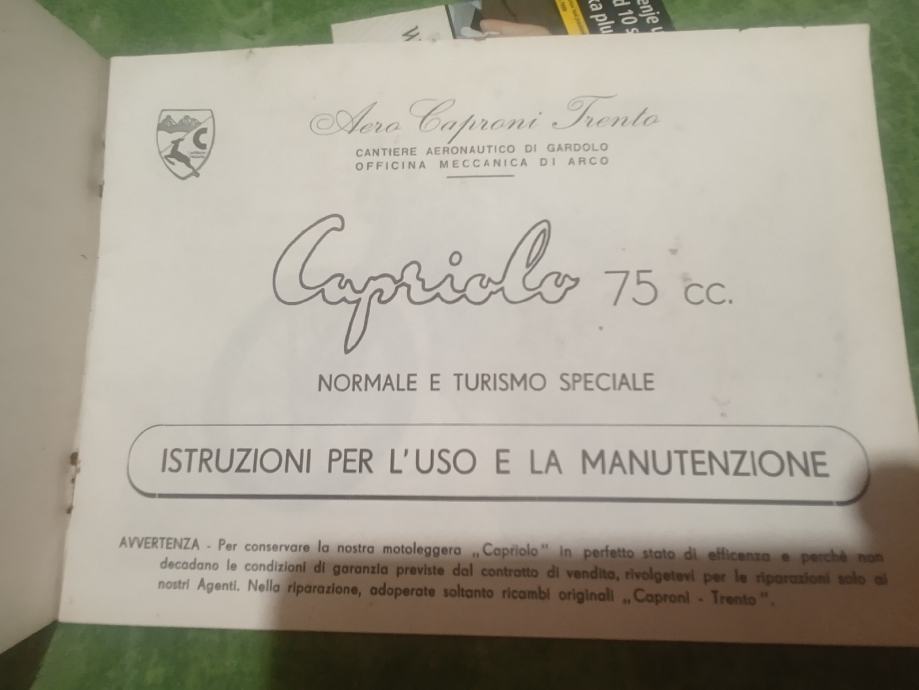 Aero Caproni Trento
CANTIERE AERONAUTICO DI GARDOLO
OFFICINA MECCANICA DI ARCO
C
Capriolo 75 cc.
NORMALE E TURISMO SPECIALE
ISTRUZIONI PER L'USO E LA MANUTENZIONE
AVVERTENZA - Per conservare la nostra motoleggera „Capriolo" in perfetto stato di efficenza e perchè non
decadano le condizioni di garanzia previste dal contratto di vendita, rivolgetevi per le riparazioni solo ai
nostri Agenti. Nella riparazione, adoperate soltanto ricambi originali „Caproni - Trento".